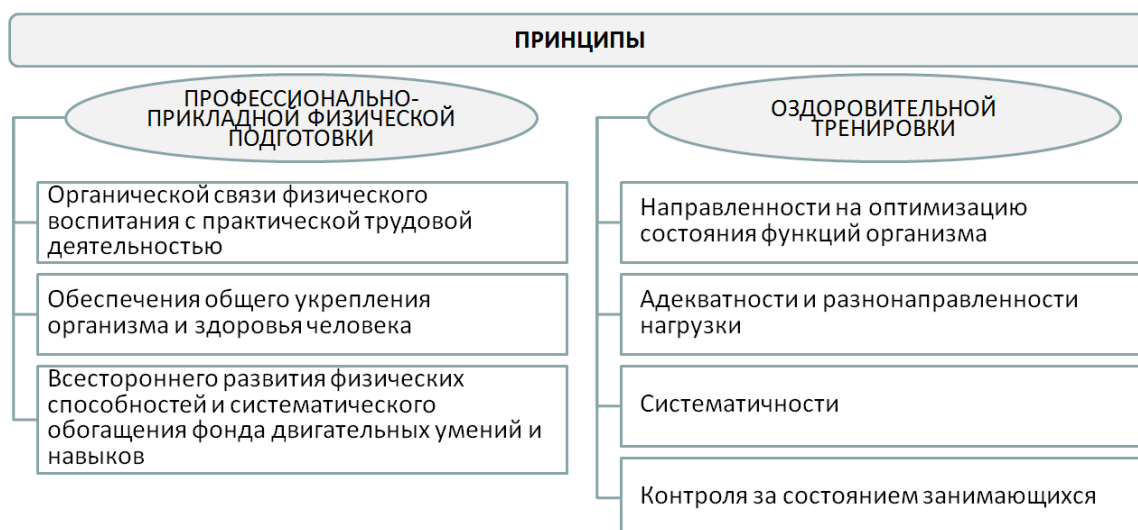 ПРИНЦИПЫ
ПРОФЕССИОНАЛЬНО-
ПРИКЛАДНОЙ ФИЗИЧЕСКОЙ
ПОДГОТОВКИ
Органической связи физического
воспитания с практической трудовой
деятельностью
Обеспечения общего укрепления
организма и здоровья человека
Всестороннего развития физических
способностей и систематического
обогащения фонда двигательных умений и
навыков
ОЗДОРОВИТЕЛЬНОЙ
ТРЕНИРОВКИ
Направленности на оптимизацию
состояния функций организма
Адекватности и разнонаправленности
нагрузки
Систематичности
Контроля за состоянием занимающихся